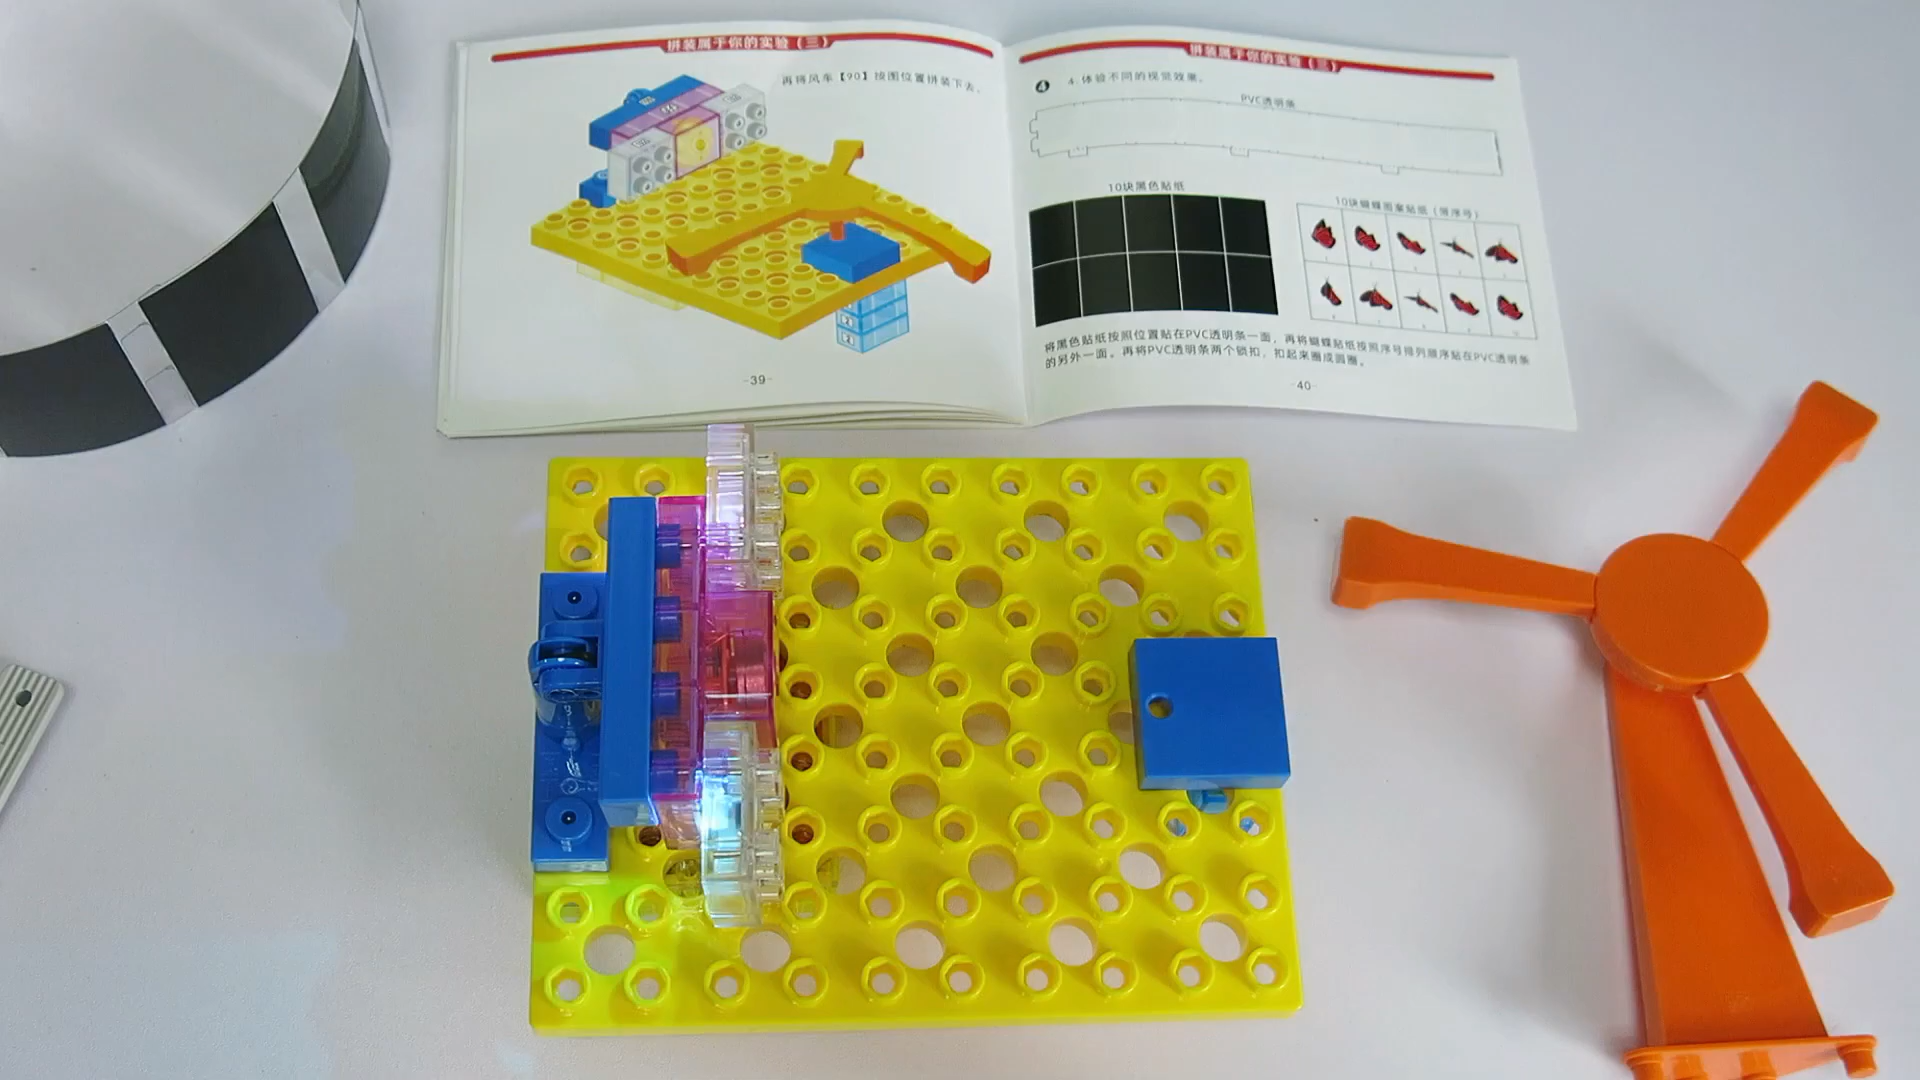 拼装属于你的实验(三)
再将风车【90】按图位置拼装下去。
-39-
拼装属于你的实验(三)
4 4.体验不同的视觉效果。
PVC透明条
10块黑色贴纸
10块蝴蝶图案贴纸(带序号)
将黑色贴纸按照位置贴在PVC透明条一面,再将蝴蝶贴纸按照序号排列顺序贴在PVC透明条
的另外一面。再将PVC透明条两个锁扣,扣起来圈成圆圈。
-40-